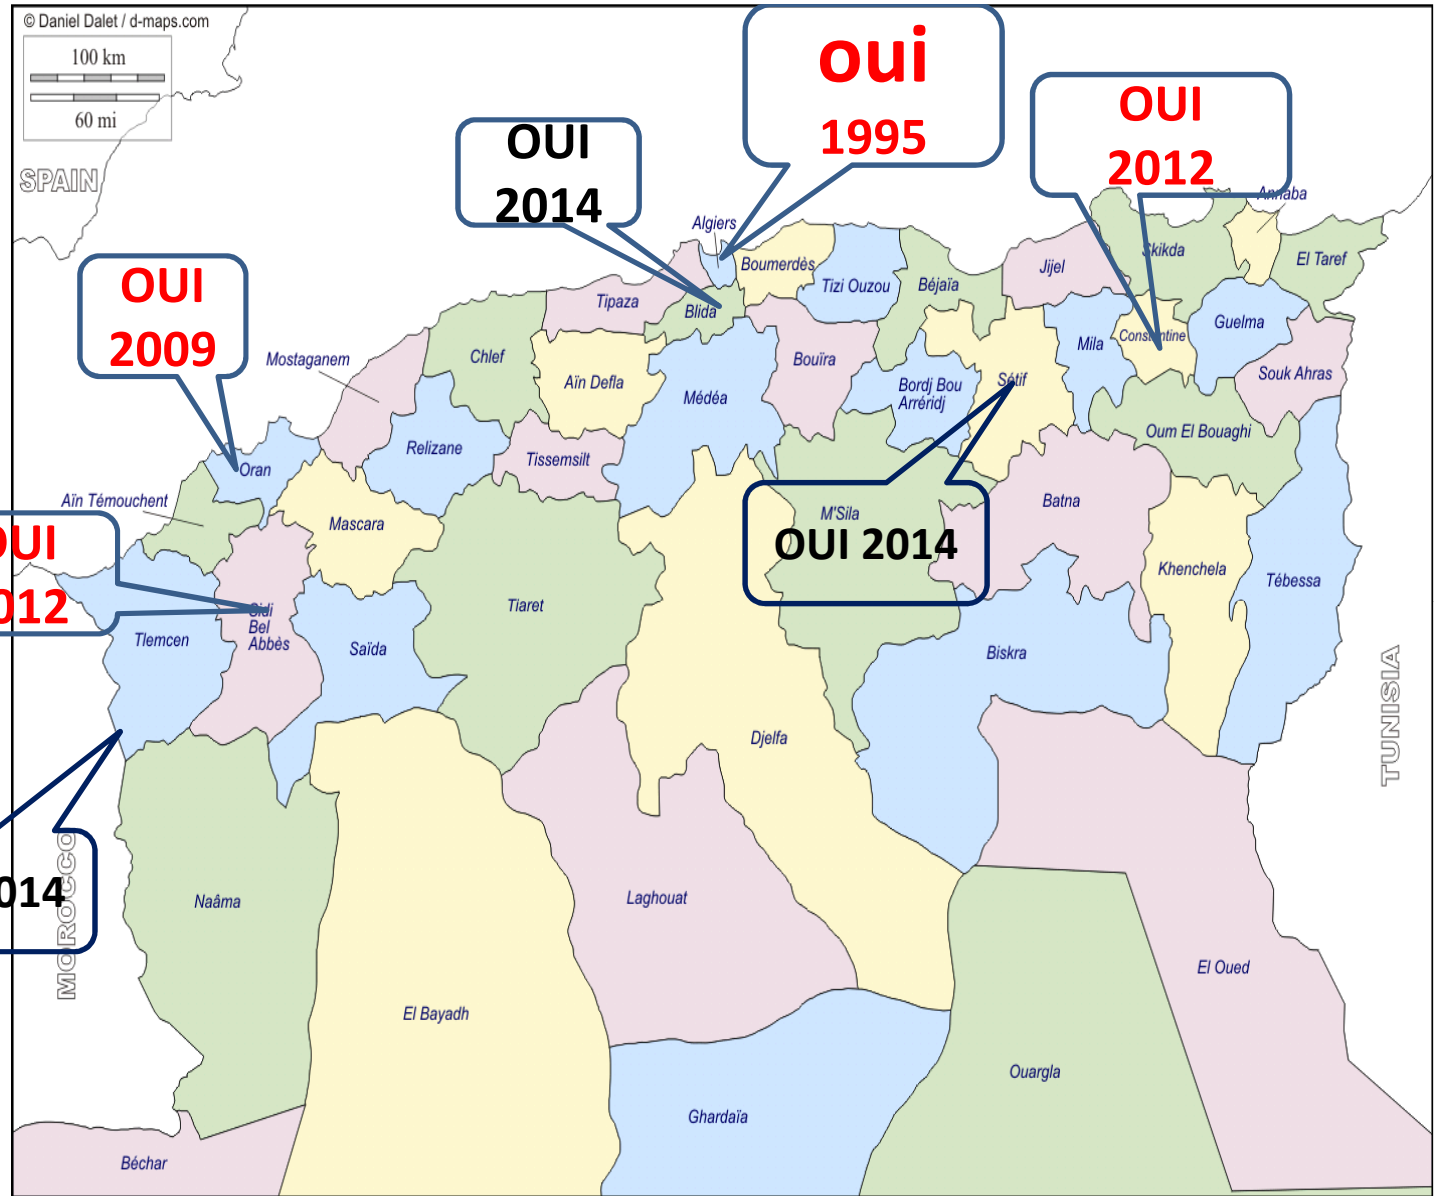 © Daniel Dalet / d-maps.com
100 km
60 mi
SPAIN
oui
1995
OUI
2012
OUI
2014
OUI
2009
Annaba
Algiers
Boumerdès
Tizi Ouzou
Béjaïa
Jijel
Skikda
El Taref
Tipaza
Blida
Mila
Constantine
Guelma
Mostaganem
Chlef
Aïn Defla
Médéa
Bouïra
Bordj Bou
Arréridj
Sétif
Souk Ahras
Oran
Relizane
Tissemsilt
Oum El Bouaghi
Aïn Témouchent
Mascara
M'Sila
Batna
OUI 2014
Khenchela
Tébessa
OUI
012
Tlemcen
Sidi
Bel
Abbès
Saïda
Tiaret
Biskra
TUNISIA
Djelfa
014
MOROCCO
Naâma
Laghouat
El Oued
El Bayadh
Ouargla
Ghardaïa
Béchar